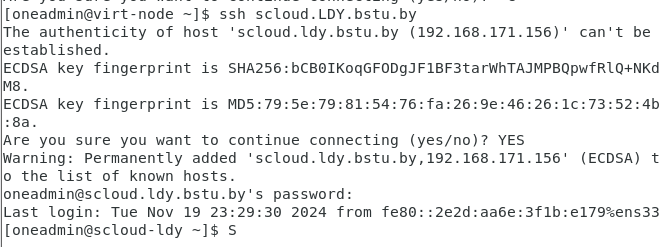 [oneadmin@virt-node ~]$ ssh scloud.LDY.bstu.by
The authenticity of host 'scloud.ldy.bstu.by (192.168.171.156)' can't be
established.
ECDSA key fingerprint is SHA256:bCB0IKoqGFODgJF1BF3tarWhTAJMPBQpwfRlQ+NKd
M8.
ECDSA key fingerprint is MD5:79:5e:79:81:54:76:fa:26:9e:46:26:1c:73:52:4b
:8a.
Are you sure you want to continue connecting (yes/no)? YES
Warning: Permanently added 'scloud.ldy.bstu.by,192.168.171.156' (ECDSA) t
o the list of known hosts.
oneadmin@scloud.ldy.bstu.by's password:
Last login: Tue Nov 19 23:29:30 2024 from fe80::2e2d:aa6e:3f1b:e179%ens33
[oneadmin@scloud-ldy ~]$ S